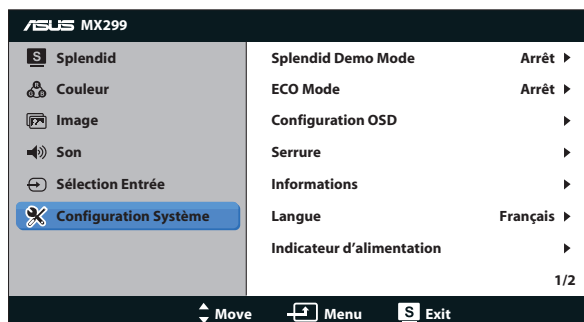 ASUS MX299
S Splendid
Couleur
Image
Son
Sélection Entrée
Configuration Système
Splendid Demo Mode Arrêt
ECO Mode Arrêt
Configuration OSD
Serrure
Informations
Langue Français
Indicateur d’alimentation
1/2
Move Menu S Exit